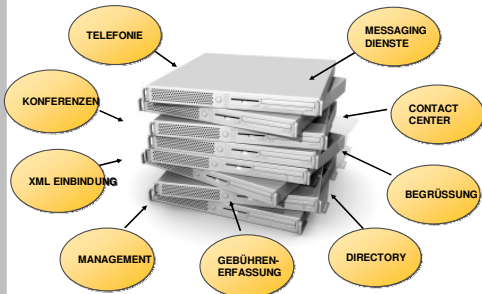 TELEFONIE
MESSAGING
DIENSTE
KONFERENZEN
CONTACT
CENTER
XML EINBINDUNG
BEGRÜSSUNG
MANAGEMENT
GEBÜHREN-
ERFASSUNG
DIRECTORY